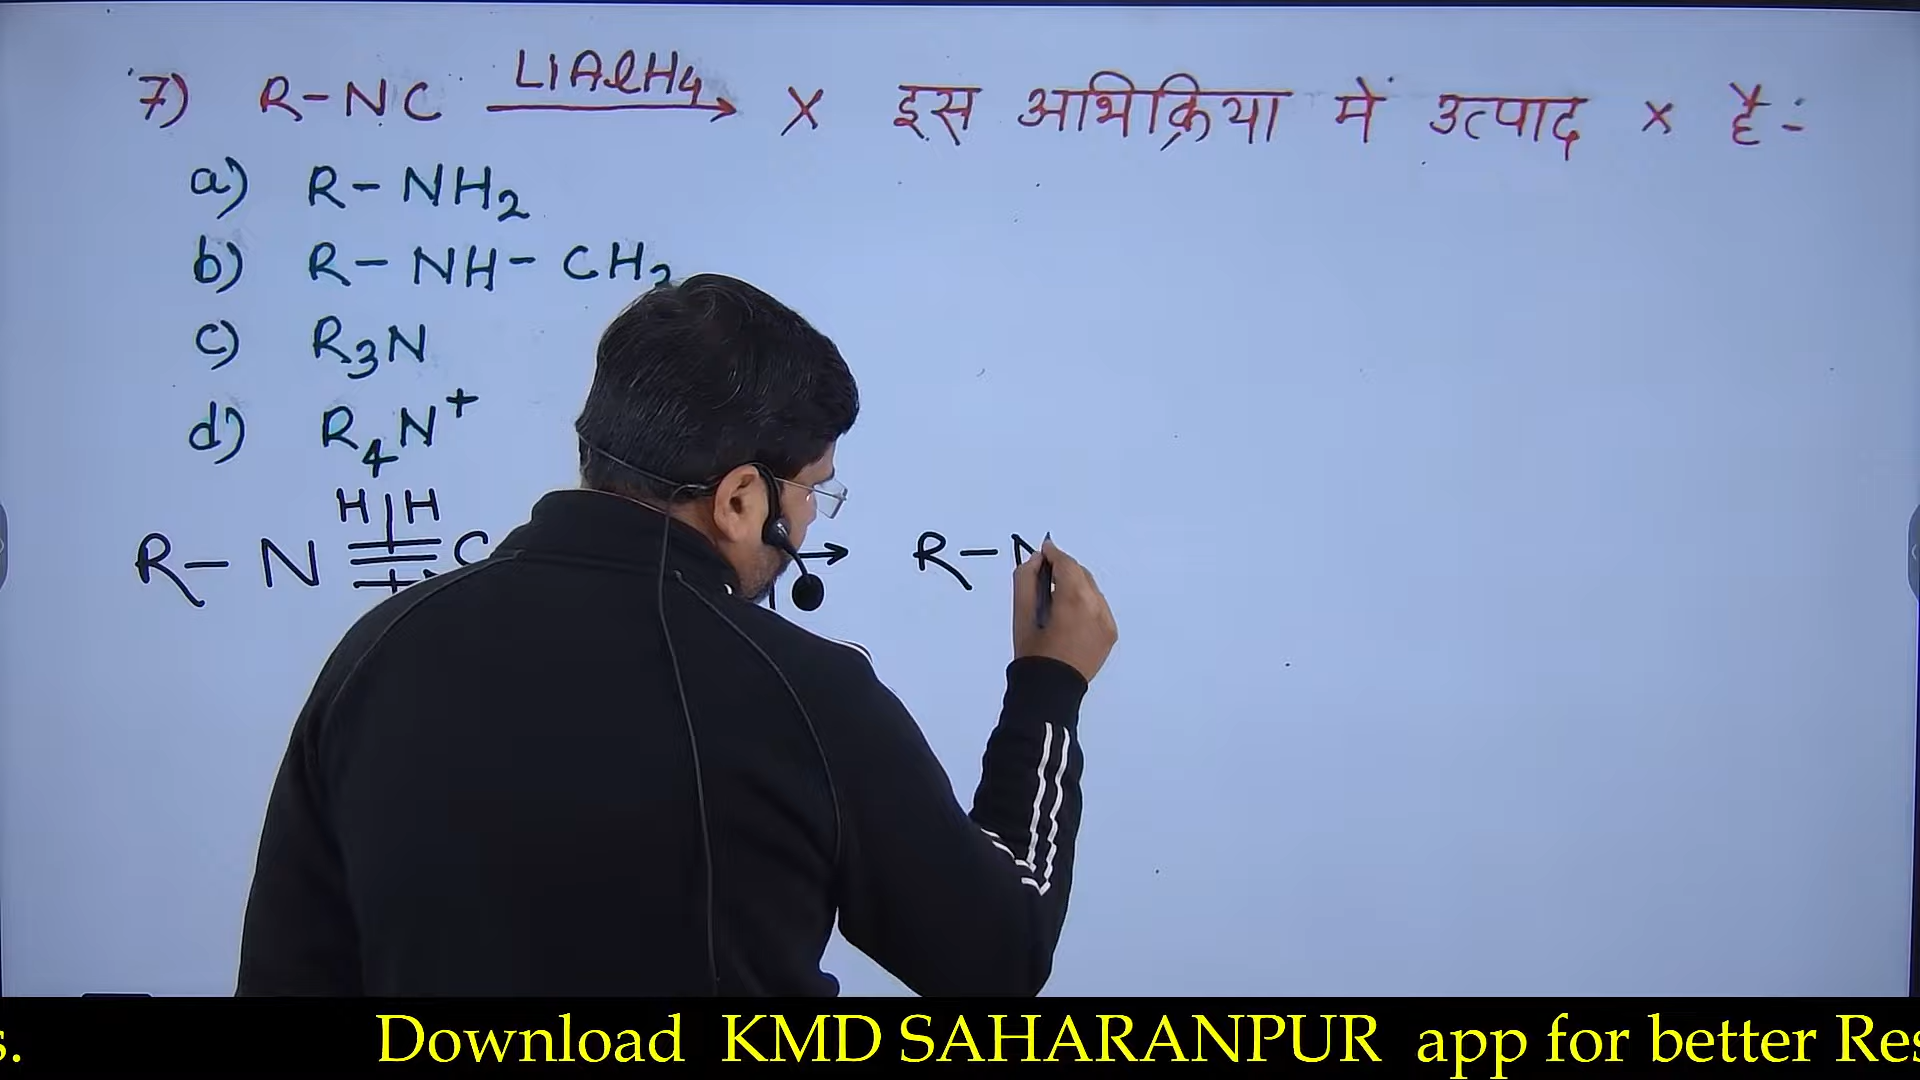 7) R-NC LiAlH4 → X इस अभिक्रिया में उत्पाद X है:-
a) R-NH2
b) R-NH-CH3
c) R3N
d) R4N+
H H
R-N≡C → R-N
s. Download KMD SAHARANPUR app for better Res